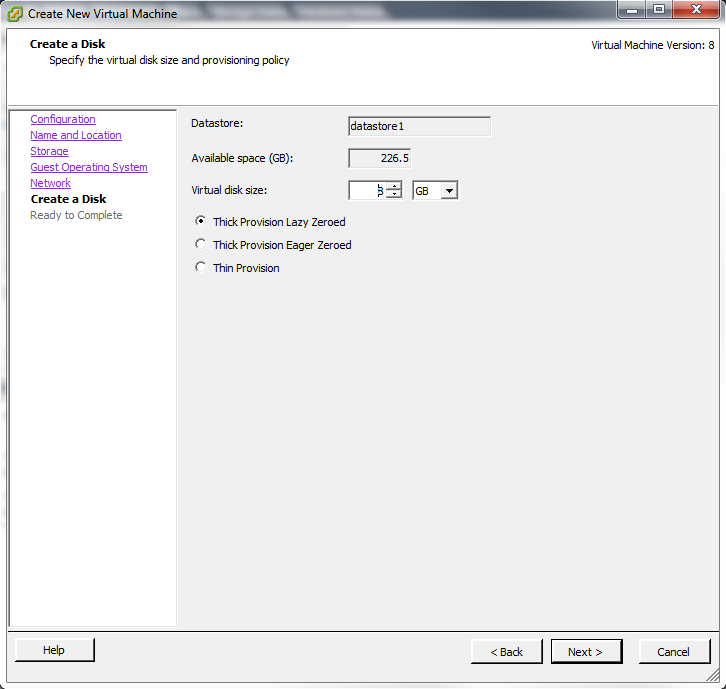 Create New Virtual Machine
Create a Disk
Specify the virtual disk size and provisioning policy
Virtual Machine Version: 8
Configuration
Name and Location
Storage
Guest Operating System
Network
Create a Disk
Ready to Complete
Datastore:
datastore1
Available space (GB):
226.5
Virtual disk size:
3
GB
Thick Provision Lazy Zeroed
Thick Provision Eager Zeroed
Thin Provision
Help
< Back
Next >
Cancel